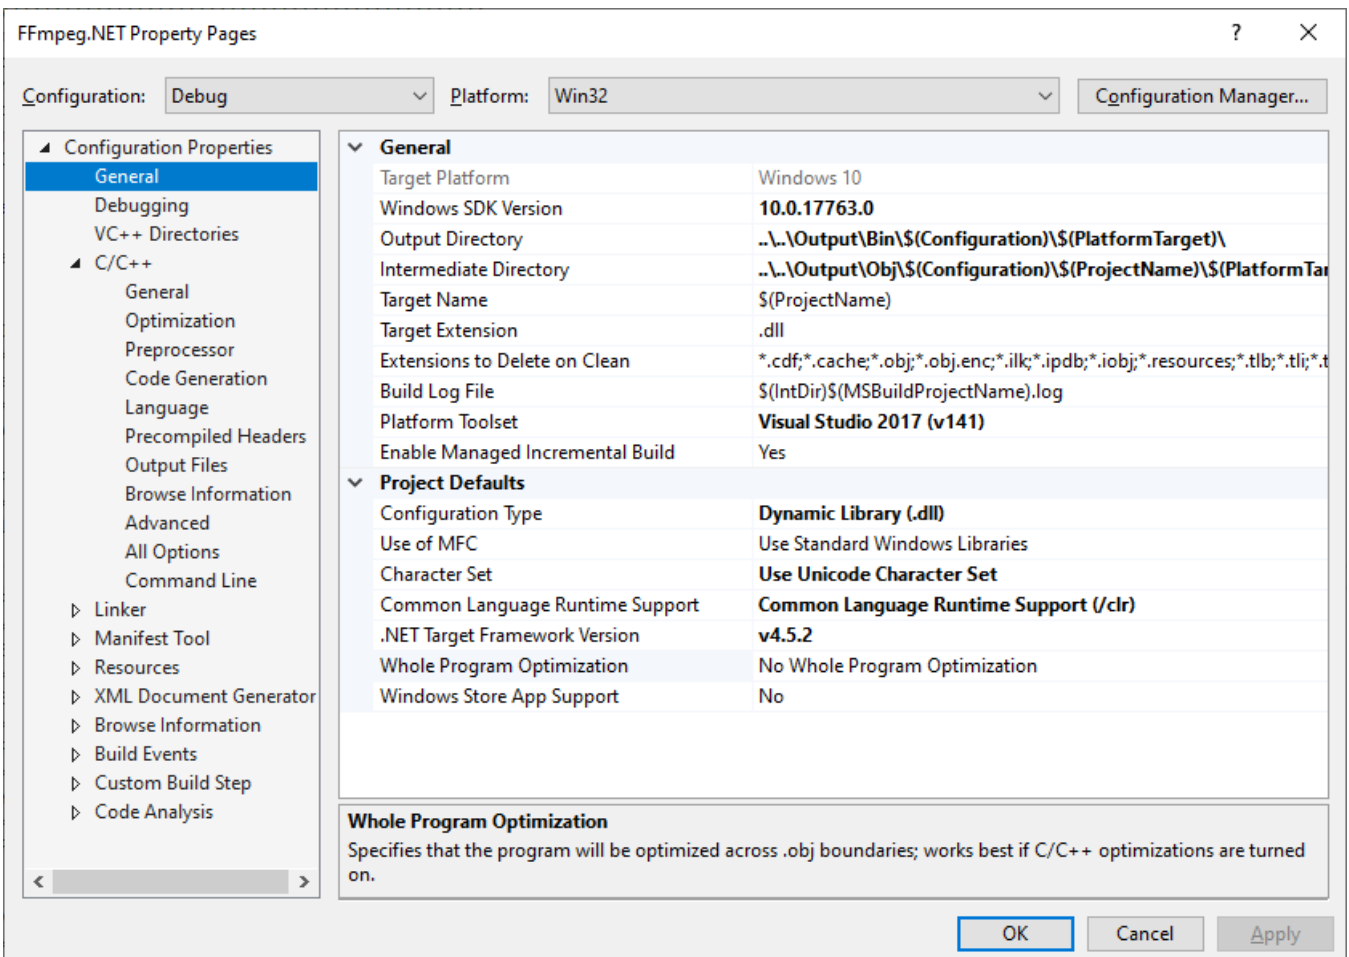 FFmpeg.NET Property Pages ?
Configuration: Debug Platform: Win32 Configuration Manager...
Configuration Properties
General
Debugging
VC++ Directories
C/C++
General
Optimization
Preprocessor
Code Generation
Language
Precompiled Headers
Output Files
Browse Information
Advanced
All Options
Command Line
Linker
Manifest Tool
Resources
XML Document Generator
Browse Information
Build Events
Custom Build Step
Code Analysis
General
Target Platform Windows 10
Windows SDK Version 10.0.17763.0
Output Directory ..\..\Output\Bin\$(Configuration)\$(PlatformTarget)\
Intermediate Directory ..\..\Output\Obj\$(Configuration)\$(ProjectName)\$(PlatformTar
Target Name $(ProjectName)
Target Extension .dll
Extensions to Delete on Clean *.cdf;*.cache;*.obj;*.obj.enc;*.ilk;*.ipdb;*.iobj;*.resources;*.tlb;*.tli;*.t
Build Log File $(IntDir)$(MSBuildProjectName).log
Platform Toolset Visual Studio 2017 (v141)
Enable Managed Incremental Build Yes
Project Defaults
Configuration Type Dynamic Library (.dll)
Use of MFC Use Standard Windows Libraries
Character Set Use Unicode Character Set
Common Language Runtime Support Common Language Runtime Support (/clr)
.NET Target Framework Version v4.5.2
Whole Program Optimization No Whole Program Optimization
Windows Store App Support No
Whole Program Optimization
Specifies that the program will be optimized across .obj boundaries; works best if C/C++ optimizations are turned
on.
OK Cancel Apply